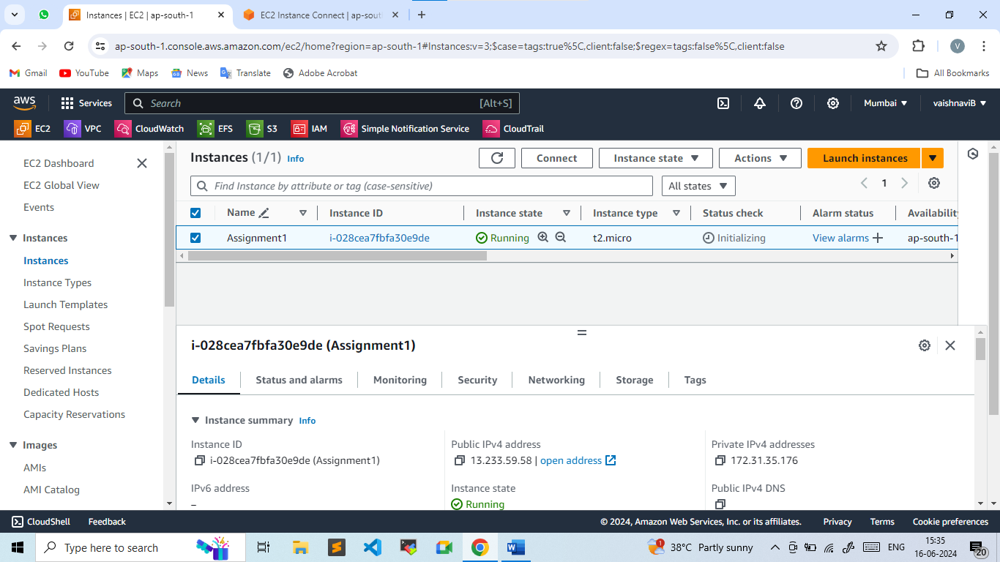 Instances | EC2 | ap-south-1
EC2 Instance Connect | ap-sout
ap-south-1.console.aws.amazon.com/ec2/home?region=ap-south-1#Instances:v=3;$case=tags:true%5C,client:false;$regex=tags:false%5C,client:false
V
Gmail YouTube Maps News Translate Adobe Acrobat All Bookmarks
aws Services Search [Alt+S] Mumbai vaishnaviB
EC2 VPC CloudWatch EFS S3 IAM Simple Notification Service CloudTrail
EC2 Dashboard
EC2 Global View
Events
Instances
Instances
Instance Types
Launch Templates
Spot Requests
Savings Plans
Reserved Instances
Dedicated Hosts
Capacity Reservations
Images
AMIs
AMI Catalog
Instances (1/1) Info
Connect Instance state Actions Launch instances
Find Instance by attribute or tag (case-sensitive) All states 1
Name Instance ID Instance state Instance type Status check Alarm status Availability
Assignment1 i-028cea7fbfa30e9de Running t2.micro Initializing View alarms ap-south-1
i-028cea7fbfa30e9de (Assignment1)
Details Status and alarms Monitoring Security Networking Storage Tags
Instance summary Info
Instance ID Public IPv4 address Private IPv4 addresses
i-028cea7fbfa30e9de (Assignment1) 13.233.59.58 | open address 172.31.35.176
IPv6 address Instance state Public IPv4 DNS
– Running
CloudShell Feedback © 2024, Amazon Web Services, Inc. or its affiliates. Privacy Terms Cookie preferences
Type here to search 1 38°C Partly sunny ENG 15:35
16-06-2024 20